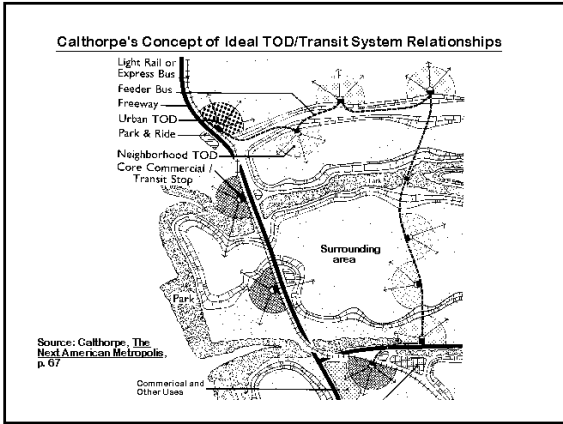 Calthorpe's Concept of Ideal TOD/Transit System Relationships
Light Rail or
Express Bus
Feeder Bus
Freeway
Urban TOD
Park & Ride
Neighborhood TOD
Core Commercial /
Transit Stop
Park
Surrounding
area
Park
Source: Calthorpe, The
Next American Metropolis,
p. 67
Commerical and
Other Uses